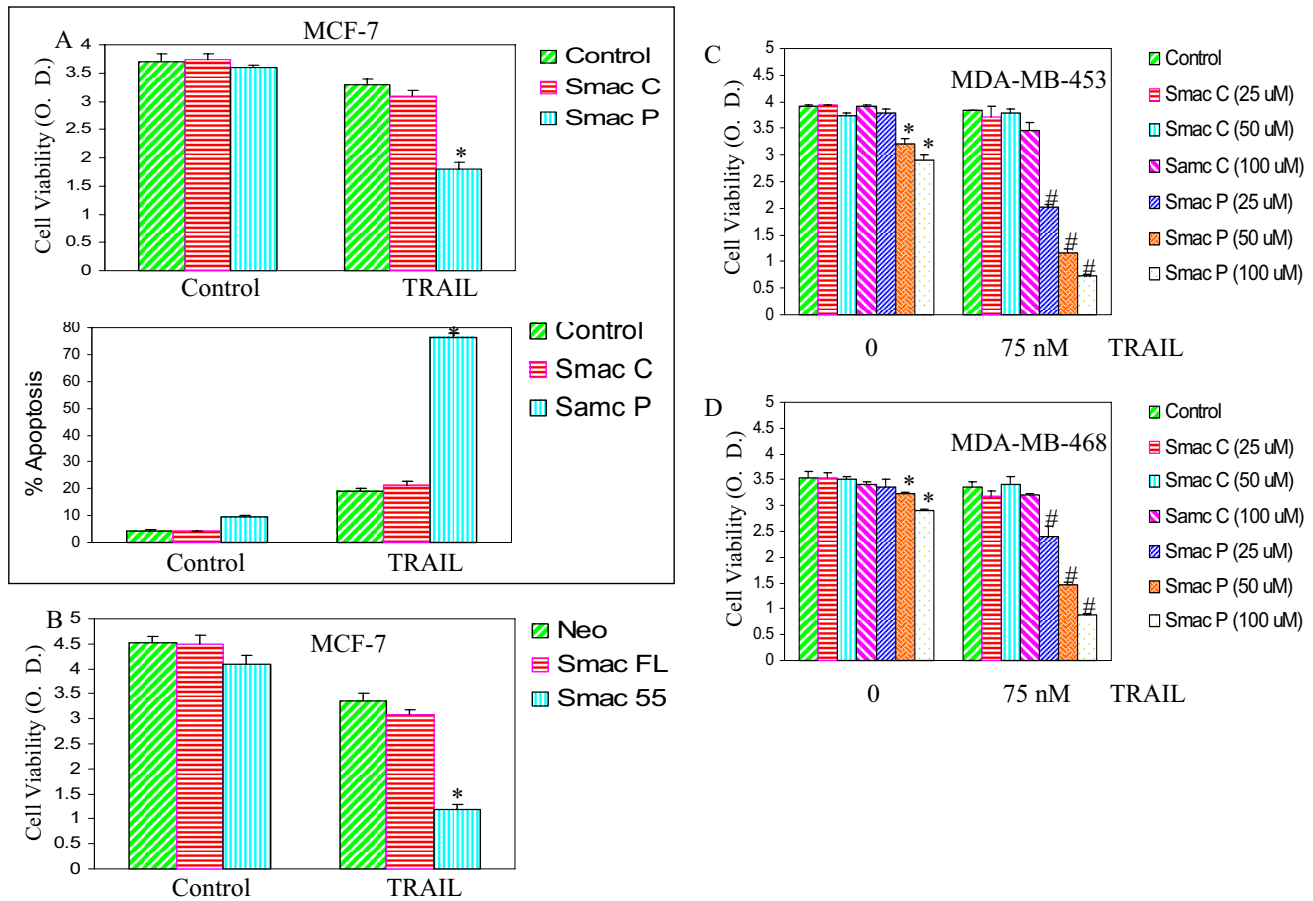 A
MCF-7
Cell Viability (O. D.)
4
3.5
3
2.5
2
1.5
1
0.5
0
Control
TRAIL
Control
Smac C
Smac P
*
% Apoptosis
80
70
60
50
40
30
20
10
0
Control
TRAIL
Control
Smac C
Samc P
*
B
MCF-7
Cell Viability (O. D.)
5
4.5
4
3.5
3
2.5
2
1.5
1
0.5
0
Control
TRAIL
Neo
Smac FL
Smac 55
*
C
MDA-MB-453
Cell Viability (O. D.)
5
4.5
4
3.5
3
2.5
2
1.5
1
0.5
0
* *
# # #
0
75 nM
TRAIL
Control
Smac C (25 uM)
Smac C (50 uM)
Samc C (100 uM)
Smac P (25 uM)
Smac P (50 uM)
Smac P (100 uM)
D
MDA-MB-468
Cell Viability (O. D.)
5
4.5
4
3.5
3
2.5
2
1.5
1
0.5
0
* *
# # #
0
75 nM
TRAIL
Control
Smac C (25 uM)
Smac C (50 uM)
Samc C (100 uM)
Smac P (25 uM)
Smac P (50 uM)
Smac P (100 uM)